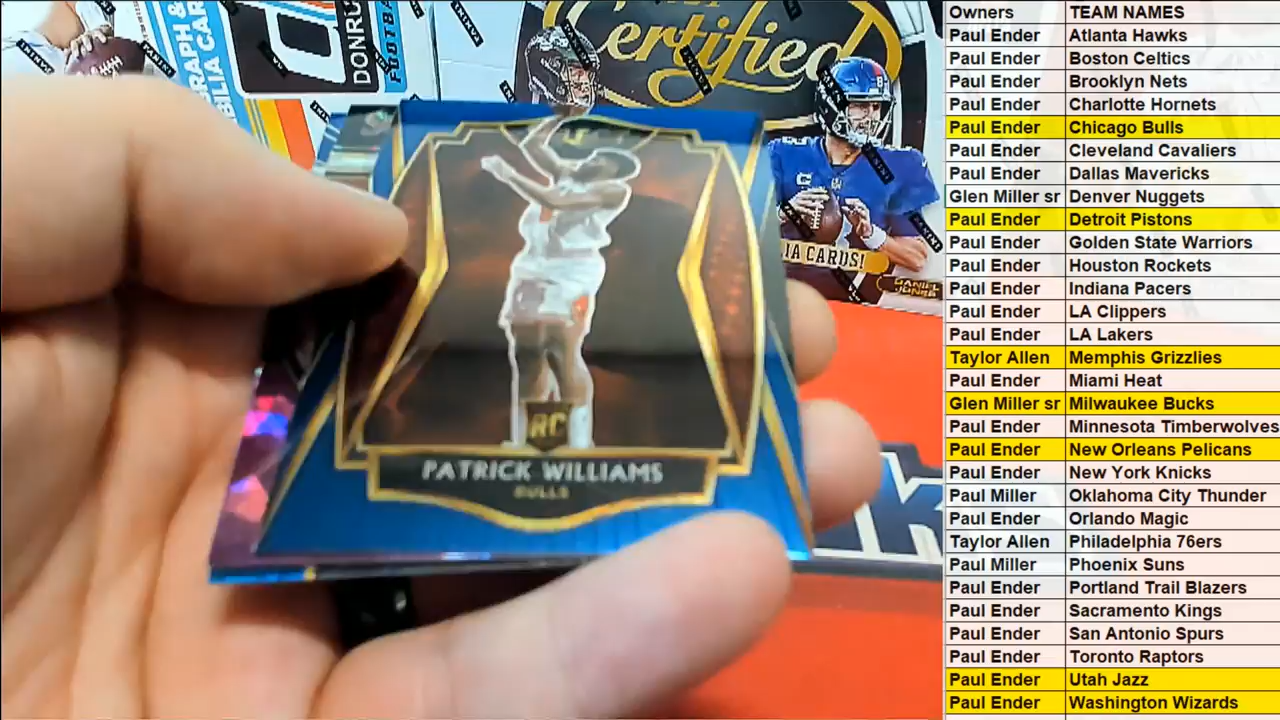 DONRUSS
FOOTBALL
Certified
IA CARDS!
DANIEL JONES
RC
PATRICK WILLIAMS
BULLS
Owners TEAM NAMES
Paul Ender Atlanta Hawks
Paul Ender Boston Celtics
Paul Ender Brooklyn Nets
Paul Ender Charlotte Hornets
Paul Ender Chicago Bulls
Paul Ender Cleveland Cavaliers
Paul Ender Dallas Mavericks
Glen Miller sr Denver Nuggets
Paul Ender Detroit Pistons
Paul Ender Golden State Warriors
Paul Ender Houston Rockets
Paul Ender Indiana Pacers
Paul Ender LA Clippers
Paul Ender LA Lakers
Taylor Allen Memphis Grizzlies
Paul Ender Miami Heat
Glen Miller sr Milwaukee Bucks
Paul Ender Minnesota Timberwolves
Paul Ender New Orleans Pelicans
Paul Ender New York Knicks
Paul Miller Oklahoma City Thunder
Paul Ender Orlando Magic
Taylor Allen Philadelphia 76ers
Paul Miller Phoenix Suns
Paul Ender Portland Trail Blazers
Paul Ender Sacramento Kings
Paul Ender San Antonio Spurs
Paul Ender Toronto Raptors
Paul Ender Utah Jazz
Paul Ender Washington Wizards